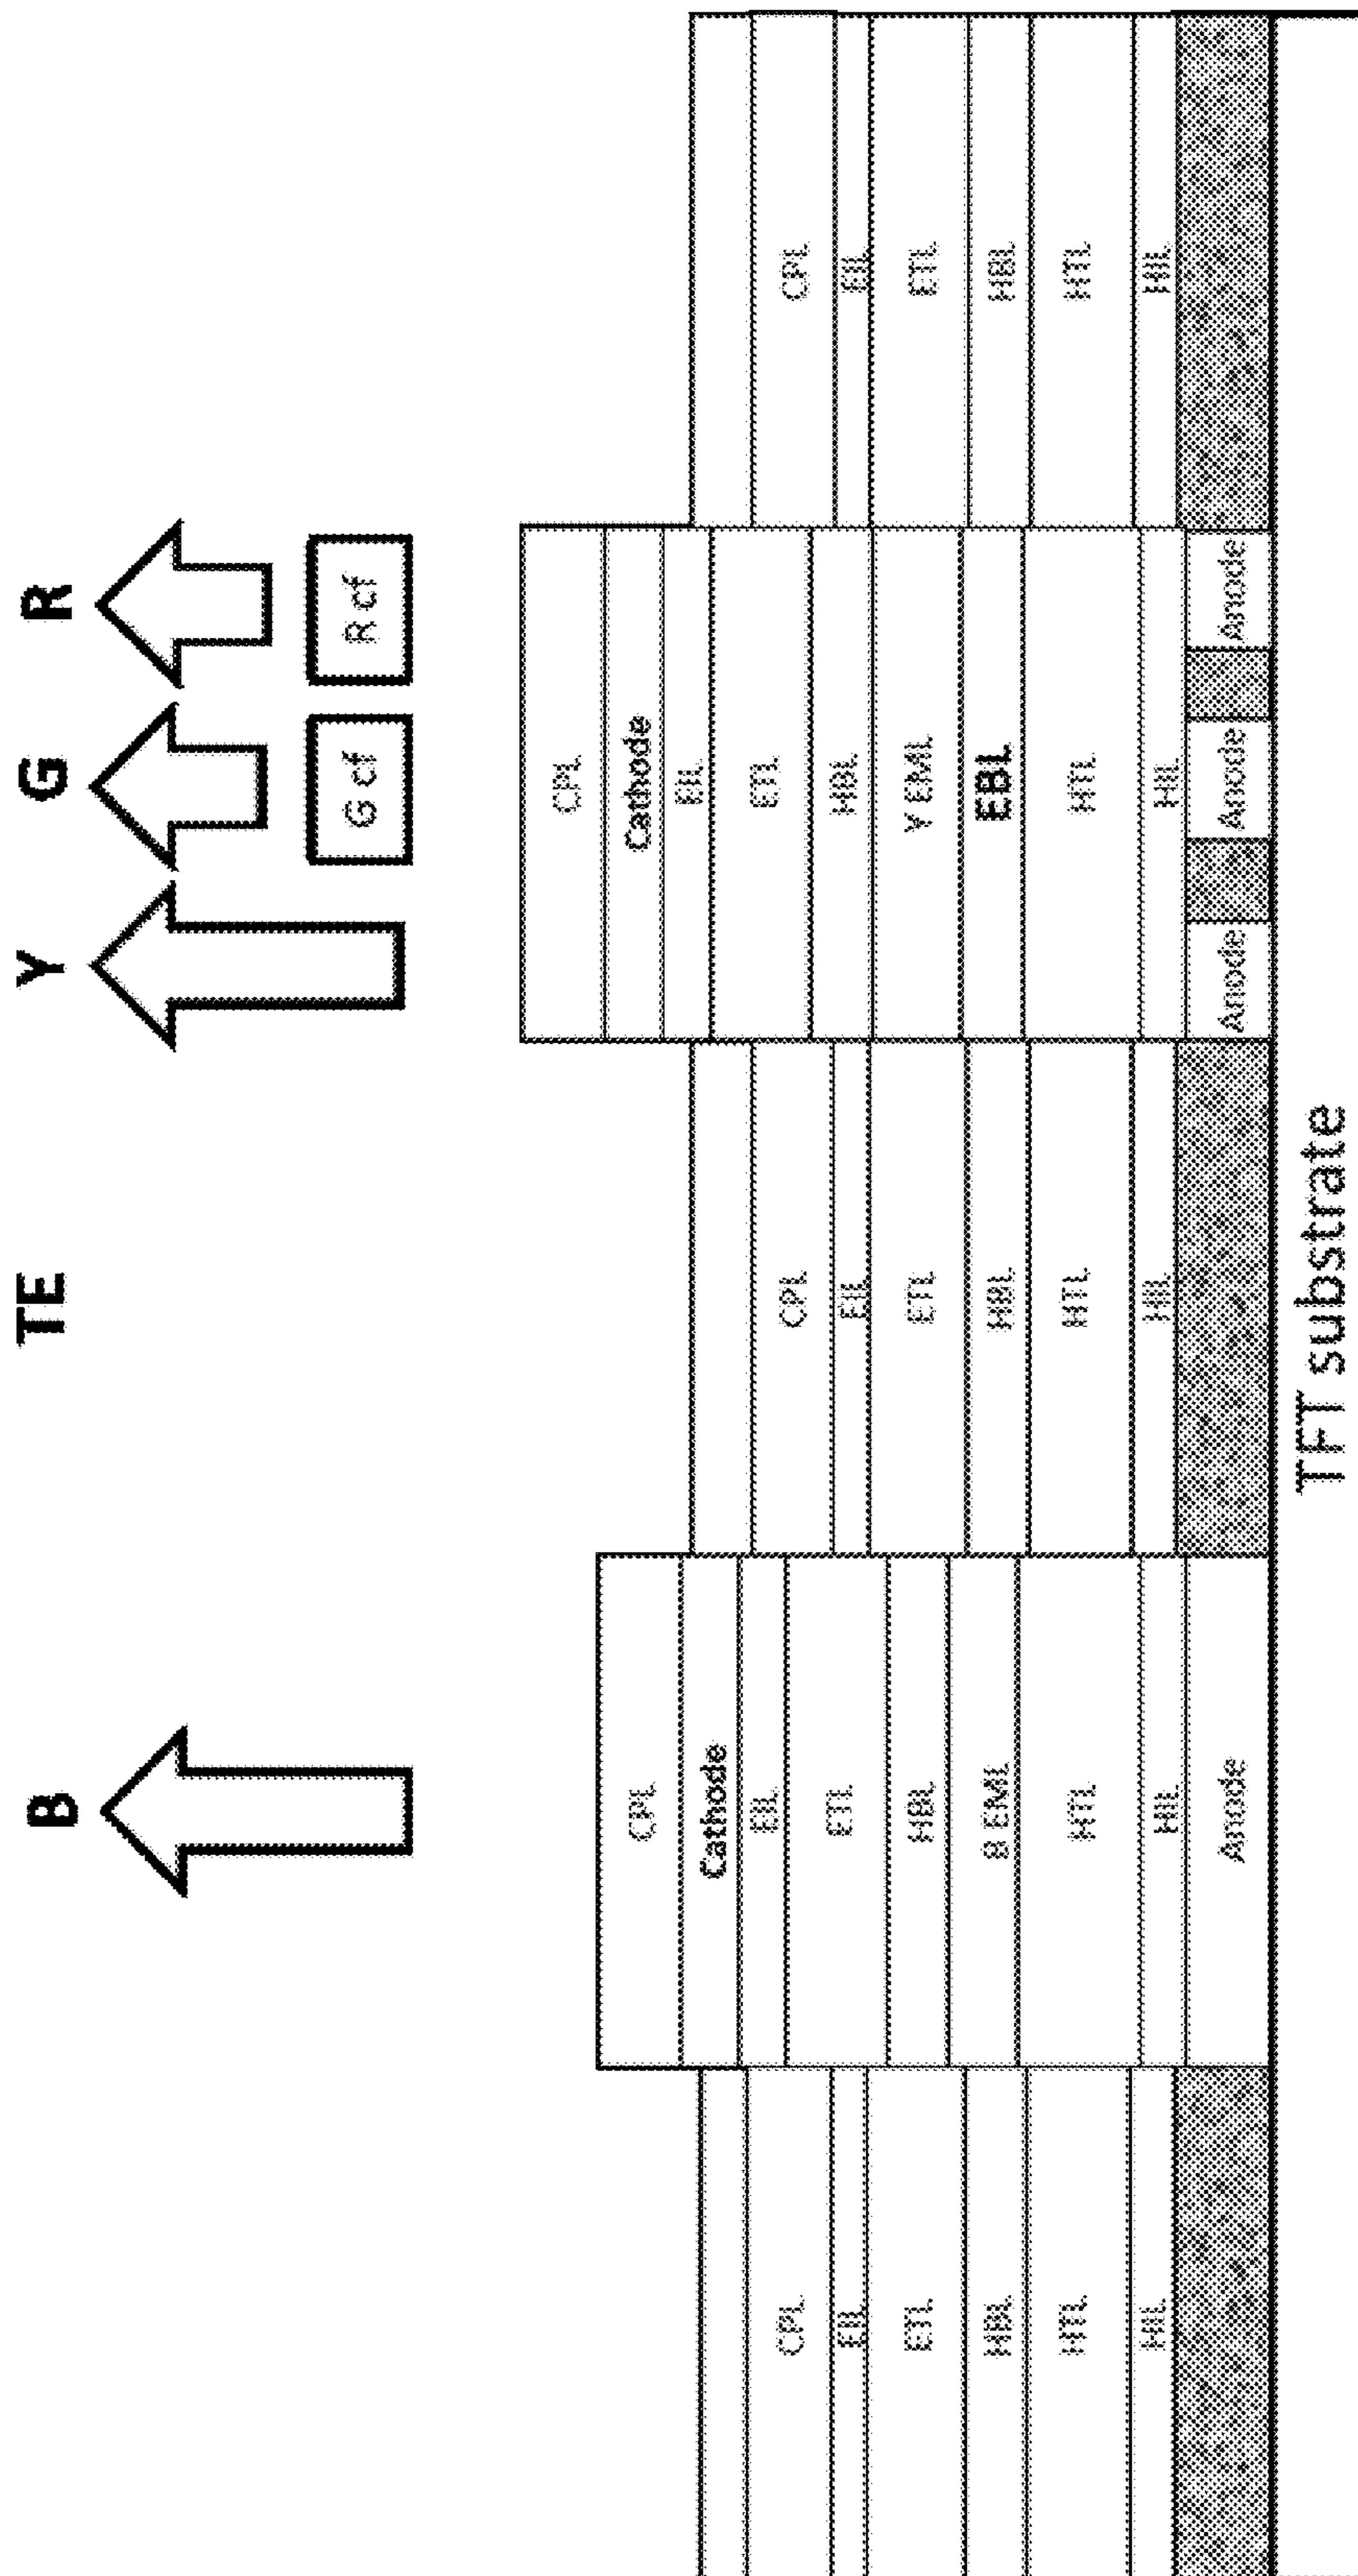 B
TE
Y
G
R
G cf
R cf
CPL
EIL
ETL
HBL
HTL
HIL
CPL
Cathode
EIL
ETL
HBL
B EML
HTL
HIL
Anode
CPL
EIL
ETL
HBL
HTL
HIL
CPL
Cathode
EIL
ETL
HBL
Y EML
EBL
HTL
HIL
Anode
Anode
Anode
CPL
EIL
ETL
HBL
HTL
HIL
TFT substrate